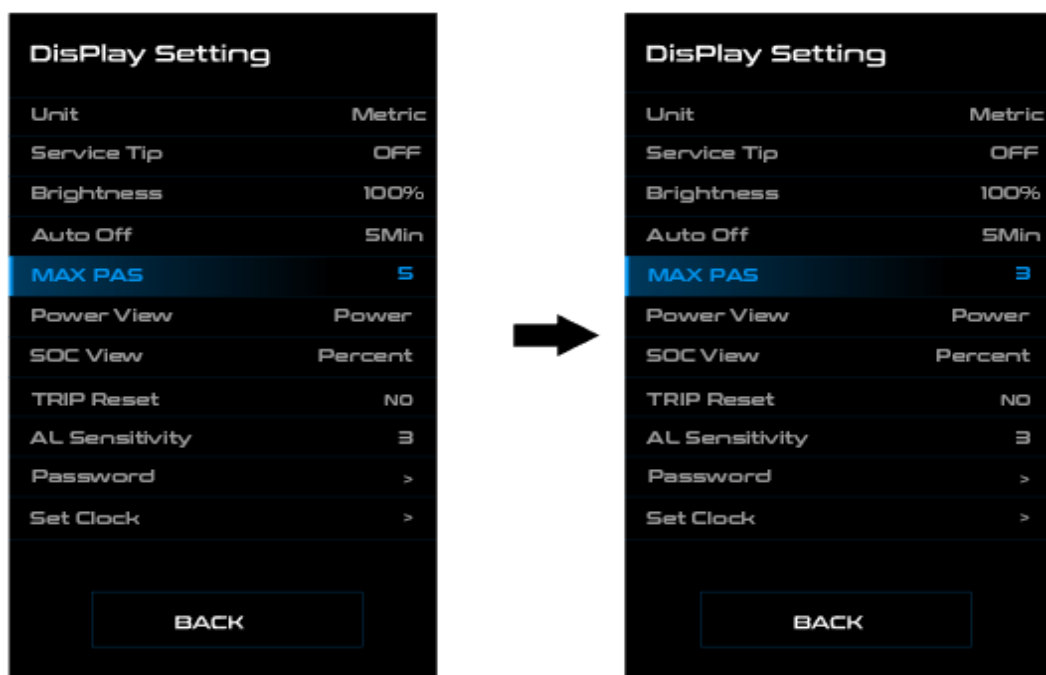 DisPlay Setting
Unit Metric
Service Tip OFF
Brightness 100%
Auto Off 5Min
MAX PAS 5
Power View Power
SOC View Percent
TRIP Reset NO
AL Sensitivity 3
Password >
Set Clock >
BACK
DisPlay Setting
Unit Metric
Service Tip OFF
Brightness 100%
Auto Off 5Min
MAX PAS 3
Power View Power
SOC View Percent
TRIP Reset NO
AL Sensitivity 3
Password >
Set Clock >
BACK